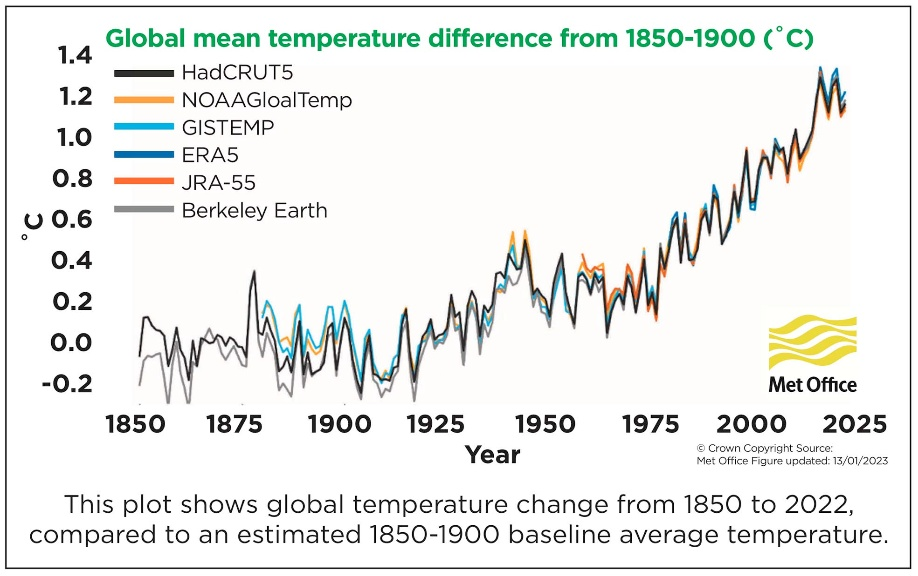 Global mean temperature difference from 1850-1900 (°C)
1.4
1.2
1.0
0.8
0.6
0.4
0.2
0.0
-0.2
°C
HadCRUT5
NOAAGloalTemp
GISTEMP
ERA5
JRA-55
Berkeley Earth
Met Office
1850 1875 1900 1925 1950 1975 2000 2025
Year
© Crown Copyright Source:
Met Office Figure updated: 13/01/2023
This plot shows global temperature change from 1850 to 2022,
compared to an estimated 1850-1900 baseline average temperature.